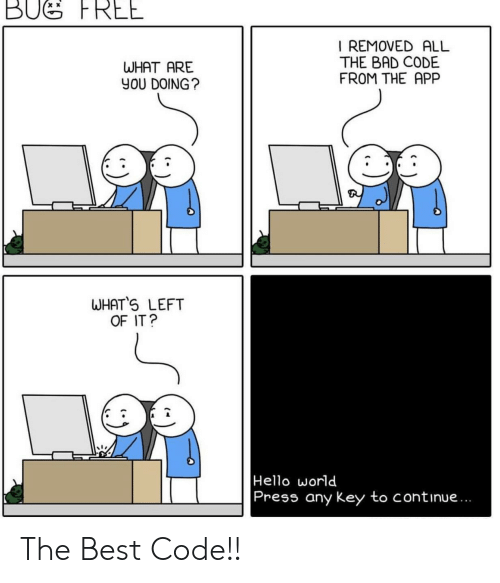 BUG FREE
WHAT ARE
YOU DOING?
I REMOVED ALL
THE BAD CODE
FROM THE APP
WHAT'S LEFT
OF IT?
Hello world
Press any key to continue...
The Best Code!!